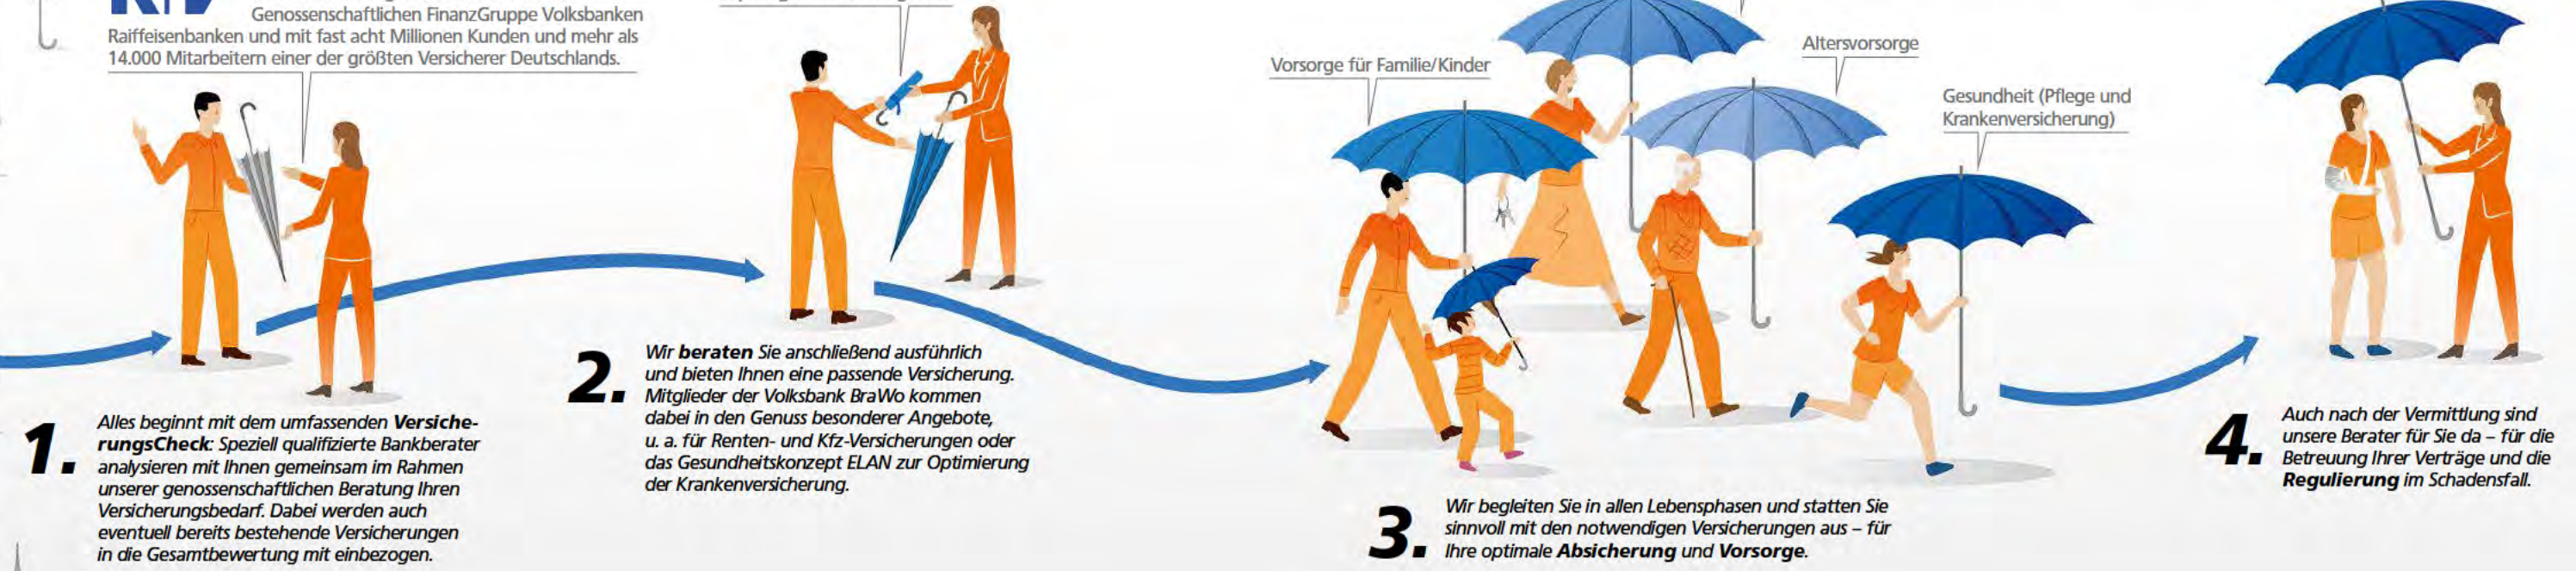 Genossenschaftlichen FinanzGruppe Volksbanken
Raiffeisenbanken und mit fast acht Millionen Kunden und mehr als
14.000 Mitarbeitern einer der größten Versicherer Deutschlands.
Vorsorge für Familie/Kinder
Altersvorsorge
Gesundheit (Pflege und
Krankenversicherung)
1.
Alles beginnt mit dem umfassenden Versiche-
rungsCheck: Speziell qualifizierte Bankberater
analysieren mit Ihnen gemeinsam im Rahmen
unserer genossenschaftlichen Beratung Ihren
Versicherungsbedarf. Dabei werden auch
eventuell bereits bestehende Versicherungen
in die Gesamtbewertung mit einbezogen.
2.
Wir beraten Sie anschließend ausführlich
und bieten Ihnen eine passende Versicherung.
Mitglieder der Volksbank BraWo kommen
dabei in den Genuss besonderer Angebote,
u. a. für Renten- und Kfz-Versicherungen oder
das Gesundheitskonzept ELAN zur Optimierung
der Krankenversicherung.
3.
Wir begleiten Sie in allen Lebensphasen und statten Sie
sinnvoll mit den notwendigen Versicherungen aus – für
Ihre optimale Absicherung und Vorsorge.
4.
Auch nach der Vermittlung sind
unsere Berater für Sie da – für die
Betreuung Ihrer Verträge und die
Regulierung im Schadensfall.